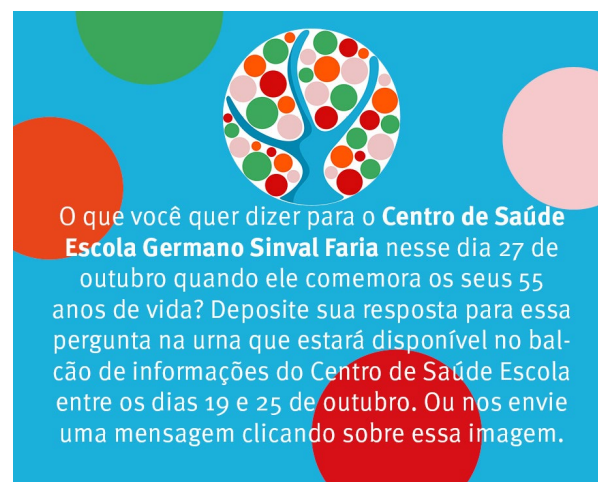 O que você quer dizer para o Centro de Saúde
Escola Germano Sinval Faria nesse dia 27 de
outubro quando ele comemora os seus 55
anos de vida? Deposite sua resposta para essa
pergunta na urna que estará disponível no bal-
cão de informações do Centro de Saúde Escola
entre os dias 19 e 25 de outubro. Ou nos envie
uma mensagem clicando sobre essa imagem.